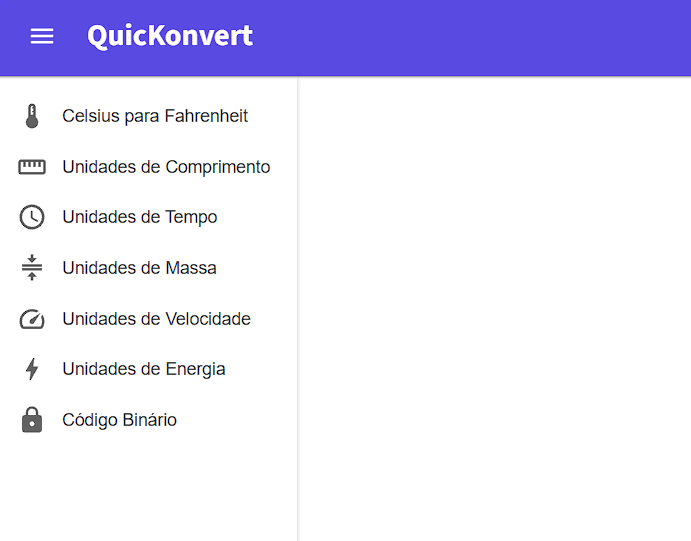 QuicKonvert
Celsius para Fahrenheit
Unidades de Comprimento
Unidades de Tempo
Unidades de Massa
Unidades de Velocidade
Unidades de Energia
Código Binário